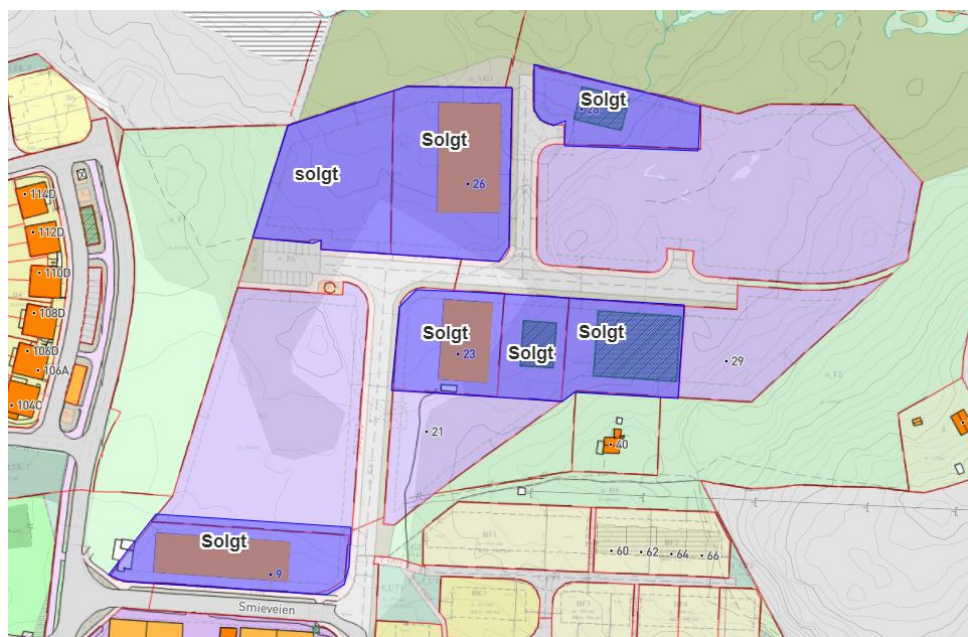 Solgt
Solgt
solgt
26
114D
112D
110D
108D
106D
106A
104C
Solgt
23
Solgt
Solgt
29
21
40
Solgt
9
60
62
64
66
Smieveien